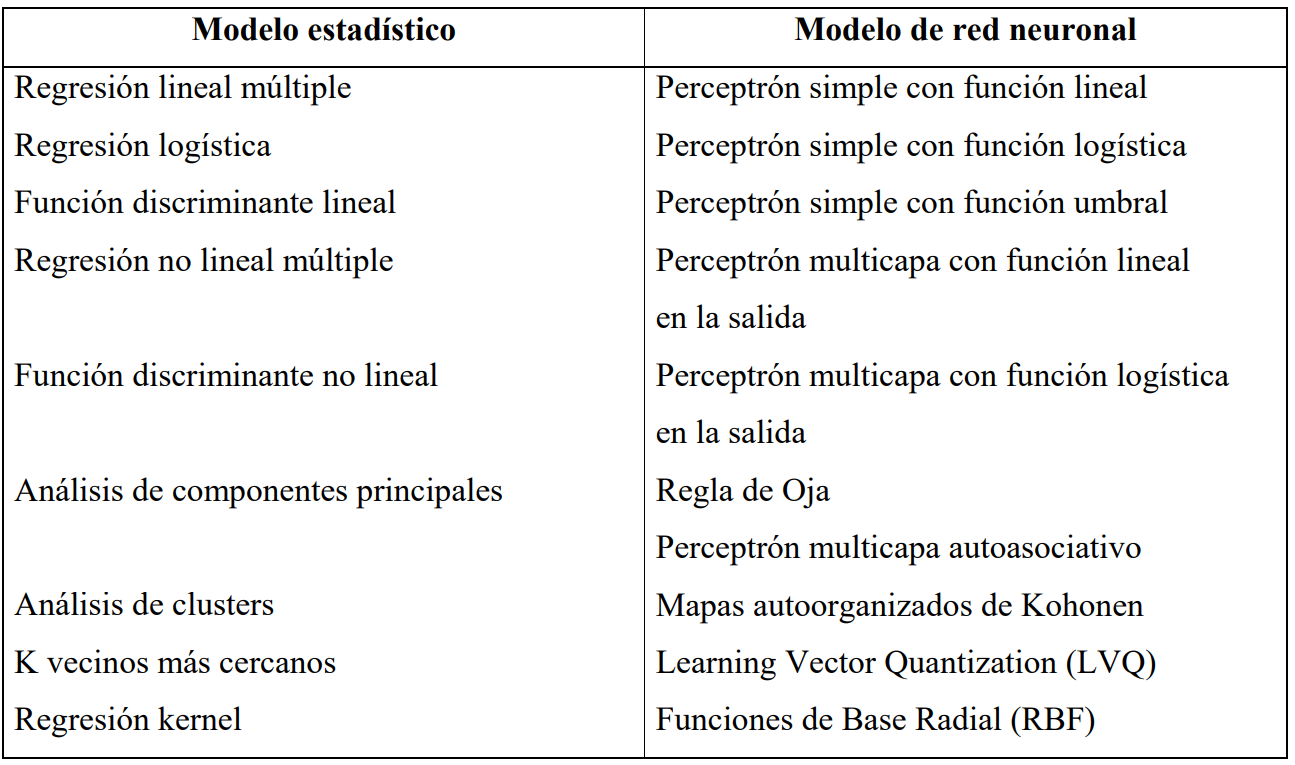 Modelo estadístico	Modelo de red neuronal
Regresión lineal múltiple	Perceptrón simple con función lineal
Regresión logística	Perceptrón simple con función logística
Función discriminante lineal	Perceptrón simple con función umbral
Regresión no lineal múltiple	Perceptrón multicapa con función lineal
en la salida
Función discriminante no lineal	Perceptrón multicapa con función logística
en la salida
Análisis de componentes principales	Regla de Oja
Perceptrón multicapa autoasociativo
Análisis de clusters	Mapas autoorganizados de Kohonen
K vecinos más cercanos	Learning Vector Quantization (LVQ)
Regresión kernel	Funciones de Base Radial (RBF)